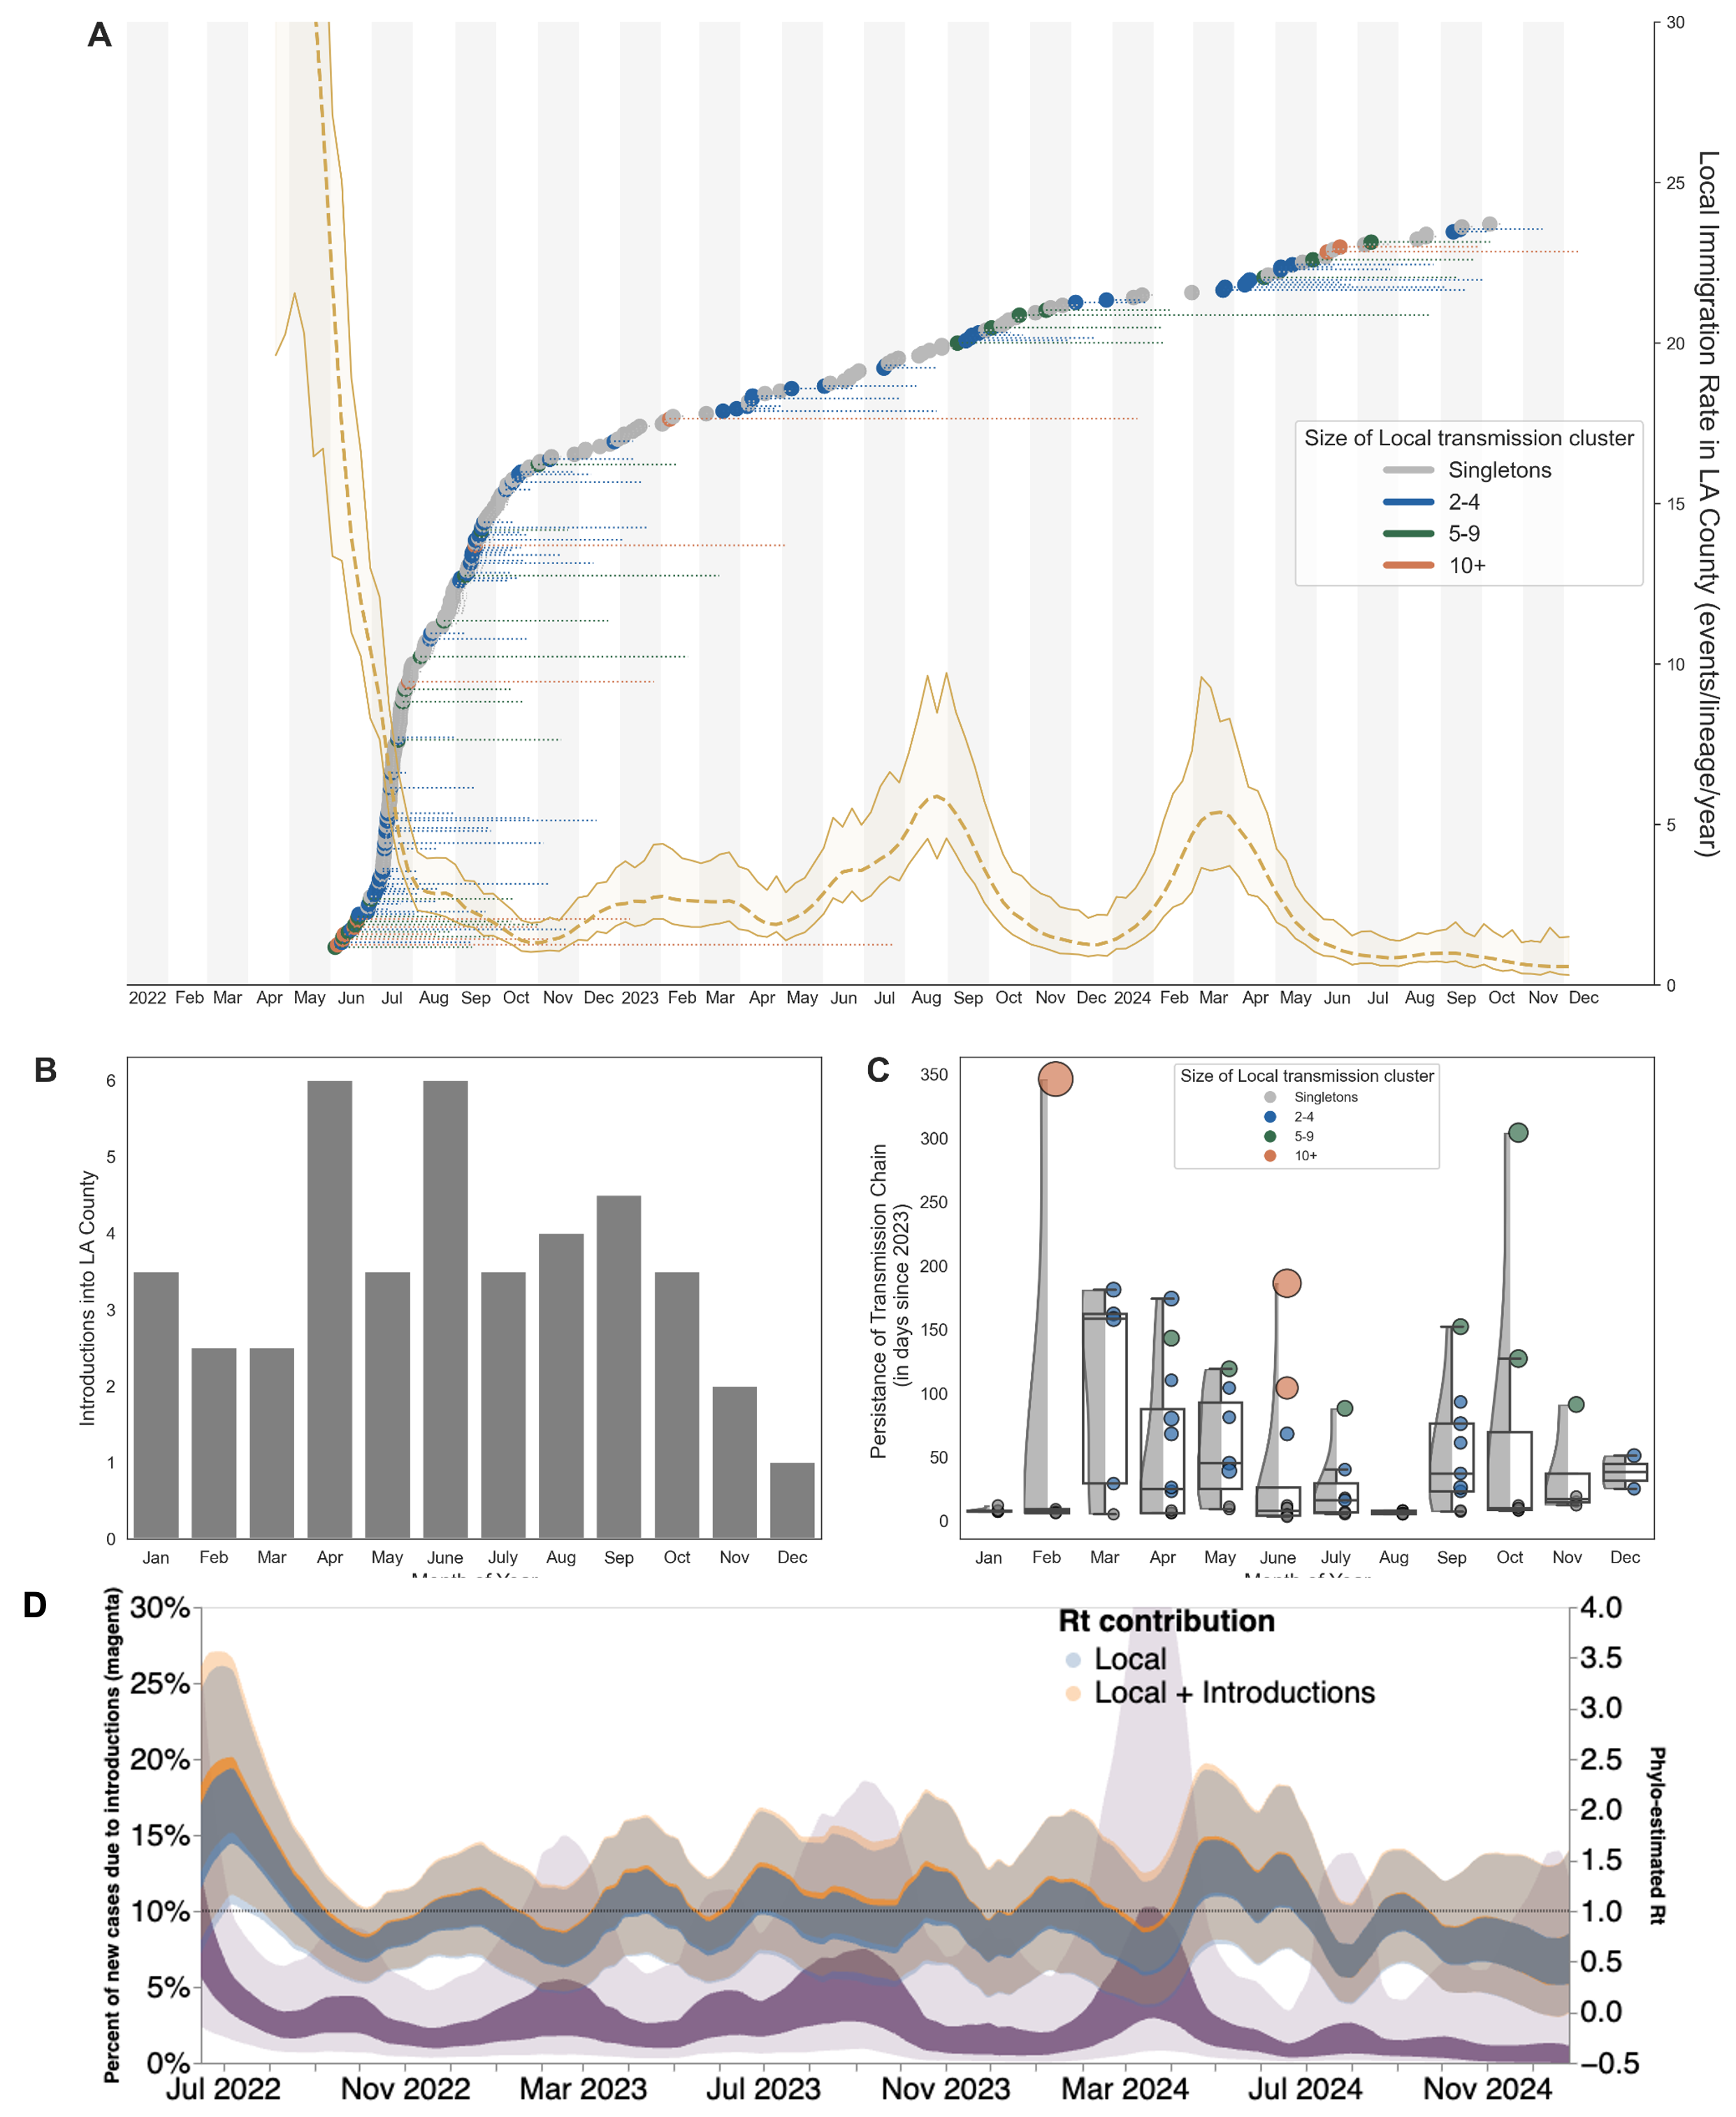 A
30
25
20
15
10
5
0
Local Immigration Rate in LA County (events/lineage/year)
Size of Local transmission cluster
Singletons
2-4
5-9
10+
2022 Feb Mar Apr May Jun Jul Aug Sep Oct Nov Dec 2023 Feb Mar Apr May Jun Jul Aug Sep Oct Nov Dec 2024 Feb Mar Apr May Jun Jul Aug Sep Oct Nov Dec
B
Introductions into LA County
6
5
4
3
2
1
0
Jan Feb Mar Apr May June July Aug Sep Oct Nov Dec
Month of Year
C
Persistance of Transmission Chain
(in days since 2023)
350
300
250
200
150
100
50
0
Size of Local transmission cluster
Singletons
2-4
5-9
10+
Jan Feb Mar Apr May June July Aug Sep Oct Nov Dec
Month of Year
D
Percent of new cases due to introductions (magenta)
30%
25%
20%
15%
10%
5%
0%
Rt contribution
Local
Local + Introductions
4.0
3.5
3.0
2.5
2.0
1.5
1.0
0.5
0.0
−0.5
Phylo-estimated Rt
Jul 2022 Nov 2022 Mar 2023 Jul 2023 Nov 2023 Mar 2024 Jul 2024 Nov 2024